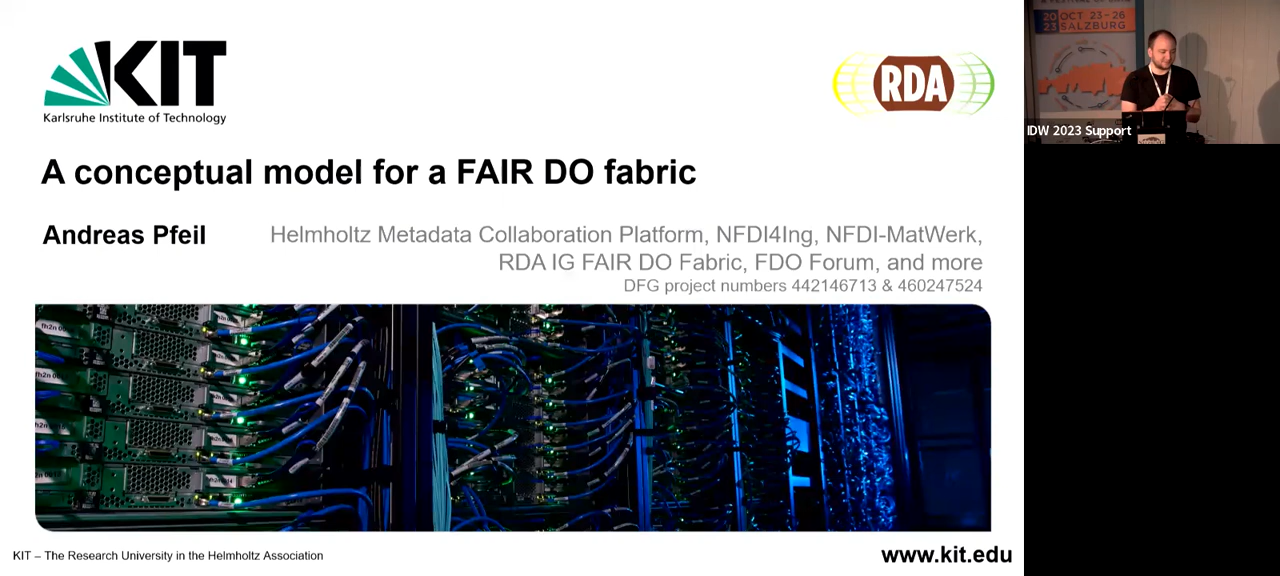 KIT
Karlsruhe Institute of Technology
RDA
A conceptual model for a FAIR DO fabric
Andreas Pfeil
Helmholtz Metadata Collaboration Platform, NFDI4Ing, NFDI-MatWerk,
RDA IG FAIR DO Fabric, FDO Forum, and more
DFG project numbers 442146713 & 460247524
KIT – The Research University in the Helmholtz Association
www.kit.edu
2023 OCT 23-26
SALZBURG
IDW 2023 Support